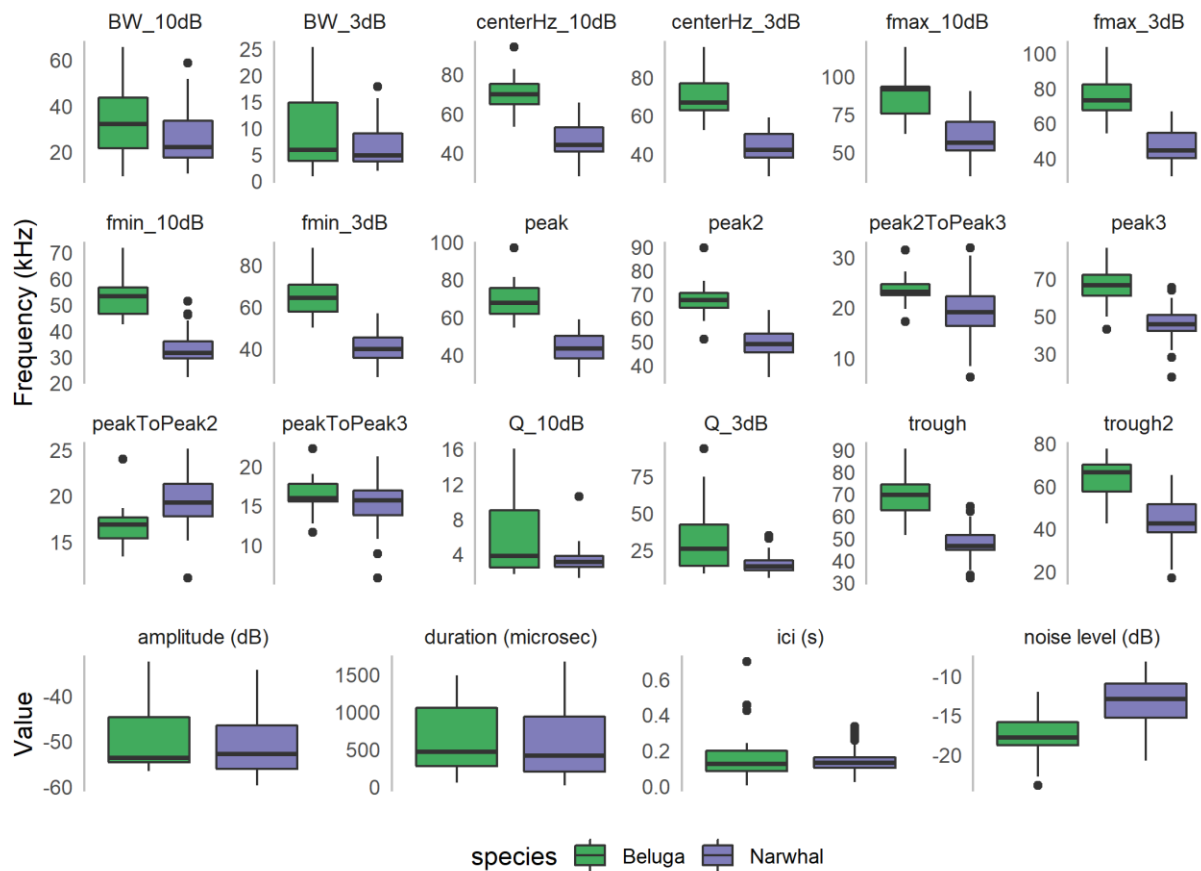 BW_10dB BW_3dB centerHz_10dB centerHz_3dB fmax_10dB fmax_3dB
60 40 20
25 20 15 10 5 0
80 60 40
80 60 40
100 75 50
100 80 60 40
Frequency (kHz)
fmin_10dB fmin_3dB peak peak2 peak2ToPeak3 peak3
70 60 50 40 30 20
80 60 40
100 80 60 40
90 80 70 60 50 40
30 20 10
70 50 30
peakToPeak2 peakToPeak3 Q_10dB Q_3dB trough trough2
25 20 15
20 15 10
16 12 8 4
75 50 25
90 80 70 60 50 40 30
80 60 40 20
Value
amplitude (dB) duration (microsec) ici (s) noise level (dB)
-40 -50 -60
1500 1000 500 0
0.6 0.4 0.2 0.0
-10 -15 -20
species Beluga Narwhal